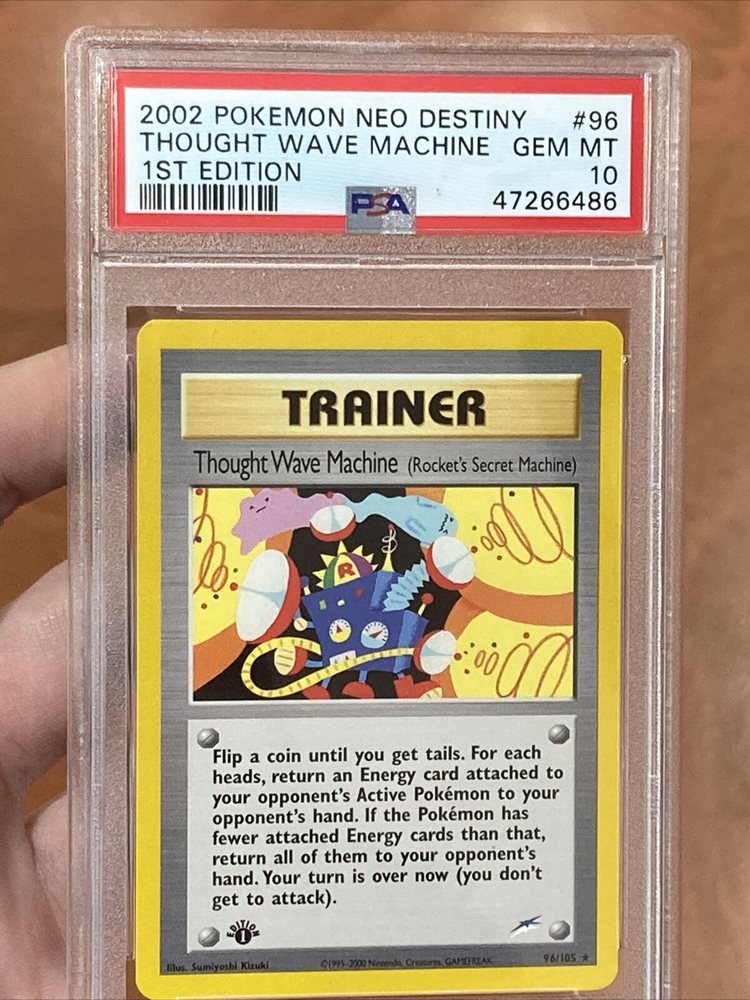 2002 POKEMON NEO DESTINY #96
THOUGHT WAVE MACHINE GEM MT
1ST EDITION 10
PSA 47266486
TRAINER
Thought Wave Machine (Rocket's Secret Machine)
R
Flip a coin until you get tails. For each
heads, return an Energy card attached to
your opponent's Active Pokémon to your
opponent's hand. If the Pokémon has
fewer attached Energy cards than that,
return all of them to your opponent's
hand. Your turn is over now (you don't
get to attack).
EDITION
1
Illus. Sumiyoshi Kizuki ©1995-2000 Nintendo, Creatures, GAMEFREAK. 96/105 ★